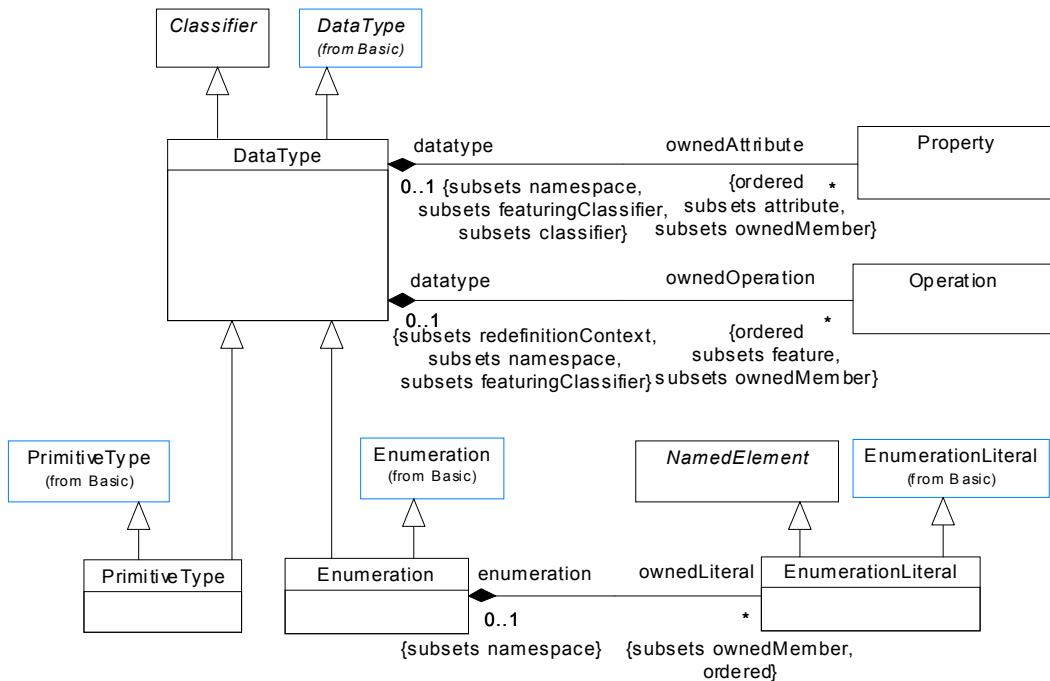 Classifier
DataType
(from Basic)
DataType
datatype
ownedAttribute
Property
0..1
{subsets namespace,
subsets featuringClassifier,
subsets classifier}
*
{ordered
subsets attribute,
subsets ownedMember}
datatype
ownedOperation
Operation
0..1
{subsets redefinitionContext,
subsets namespace,
subsets featuringClassifier}
*
{ordered
subsets feature,
subsets ownedMember}
PrimitiveType
(from Basic)
Enumeration
(from Basic)
NamedElement
EnumerationLiteral
(from Basic)
PrimitiveType
Enumeration
enumeration
ownedLiteral
EnumerationLiteral
0..1
*
{subsets namespace}
{subsets ownedMember,
ordered}